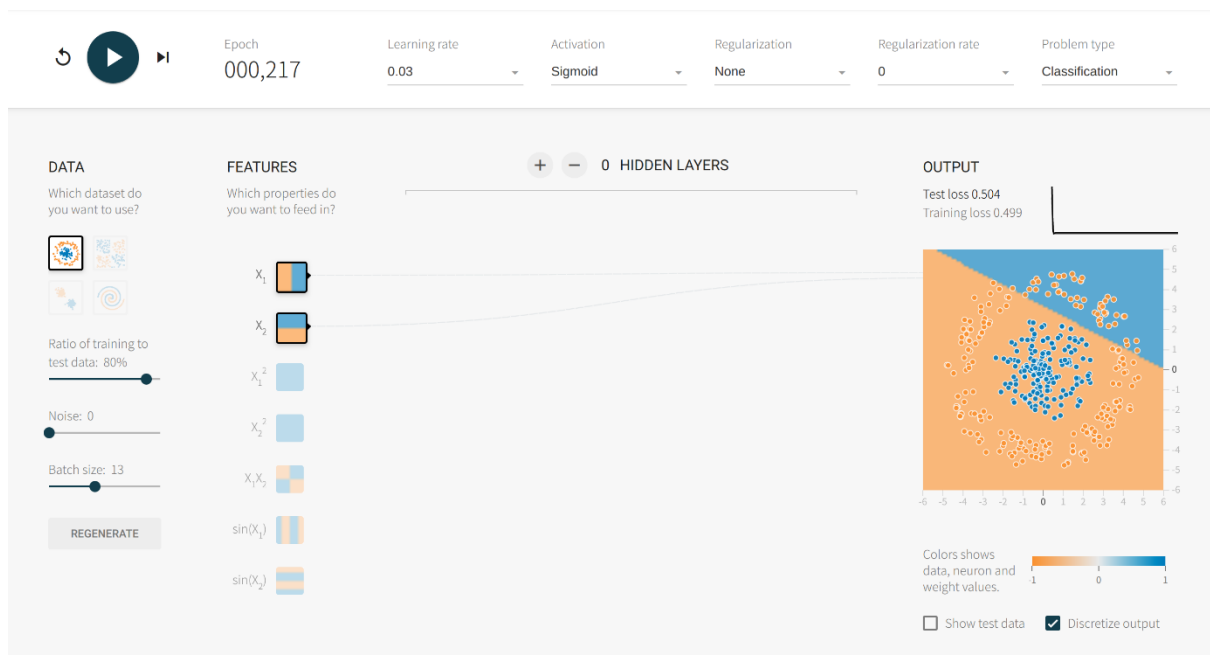 Epoch
000,217
Learning rate
0.03
Activation
Sigmoid
Regularization
None
Regularization rate
0
Problem type
Classification
DATA
Which dataset do
you want to use?
Ratio of training to
test data: 80%
Noise: 0
Batch size: 13
REGENERATE
FEATURES
Which properties do
you want to feed in?
X₁
X₂
X₁²
X₂²
X₁X₂
sin(X₁)
sin(X₂)
+ − 0 HIDDEN LAYERS
OUTPUT
Test loss 0.504
Training loss 0.499
6
5
4
3
2
1
0
-1
-2
-3
-4
-5
-6
-6 -5 -4 -3 -2 -1 0 1 2 3 4 5 6
Colors shows
data, neuron and
weight values.
-1 0 1
Show test data
Discretize output